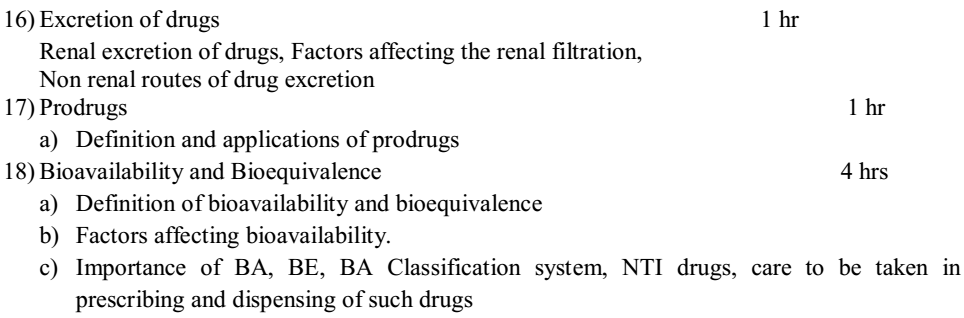 16) Excretion of drugs 1 hr
Renal excretion of drugs, Factors affecting the renal filtration,
Non renal routes of drug excretion
17) Prodrugs 1 hr
a) Definition and applications of prodrugs
18) Bioavailability and Bioequivalence 4 hrs
a) Definition of bioavailability and bioequivalence
b) Factors affecting bioavailability.
c) Importance of BA, BE, BA Classification system, NTI drugs, care to be taken in
prescribing and dispensing of such drugs